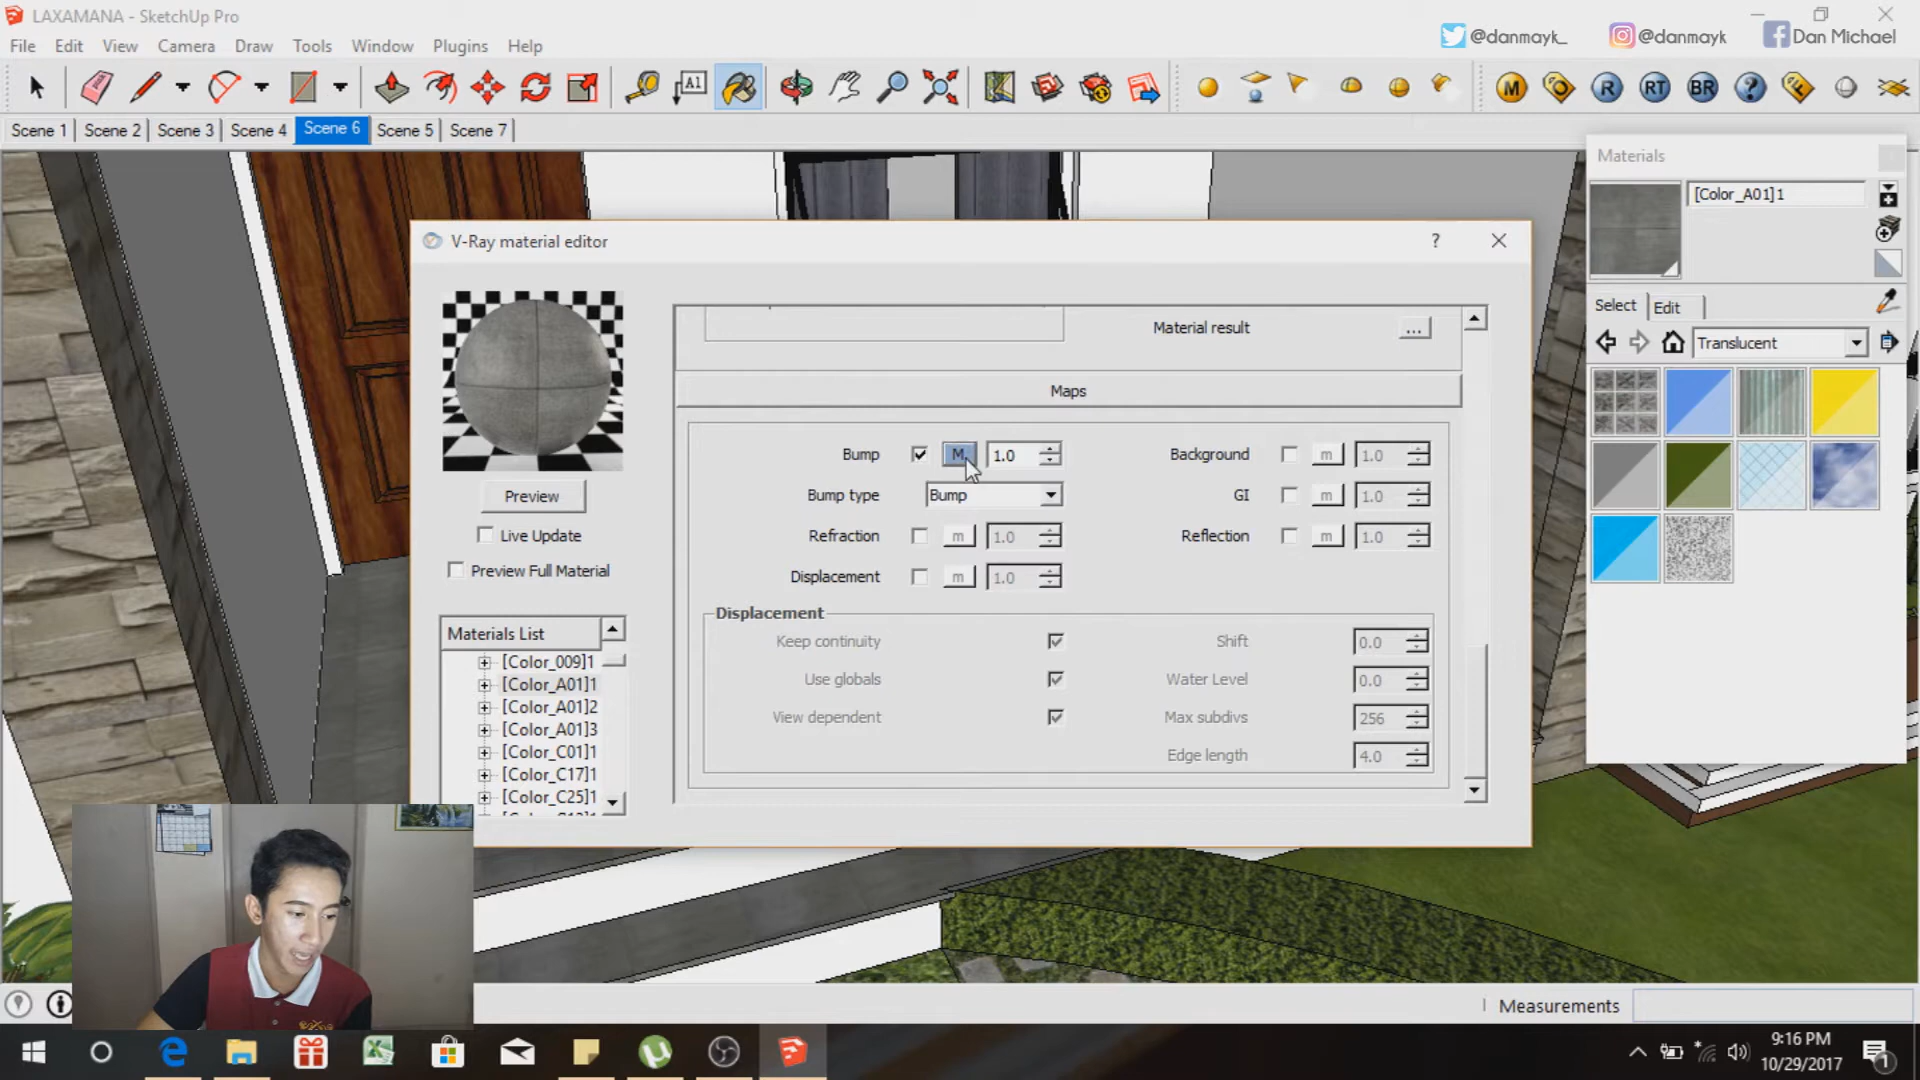 LAXAMANA - SketchUp Pro
File Edit View Camera Draw Tools Window Plugins Help
@danmayk_ @danmayk Dan Michael
A1 M R RT BR ?
Scene 1 Scene 2 Scene 3 Scene 4 Scene 6 Scene 5 Scene 7
Materials
[Color_A01]1
Select Edit
Translucent
V-Ray material editor ?
Preview
Live Update
Preview Full Material
Materials List
[Color_009]1
[Color_A01]1
[Color_A01]2
[Color_A01]3
[Color_C01]1
[Color_C17]1
[Color_C25]1
Material result ...
Maps
Bump M 1.0 Background m 1.0
Bump type Bump GI m 1.0
Refraction m 1.0 Reflection m 1.0
Displacement m 1.0
Displacement
Keep continuity Shift 0.0
Use globals Water Level 0.0
View dependent Max subdivs 256
Edge length 4.0
Measurements
9:16 PM
10/29/2017
1